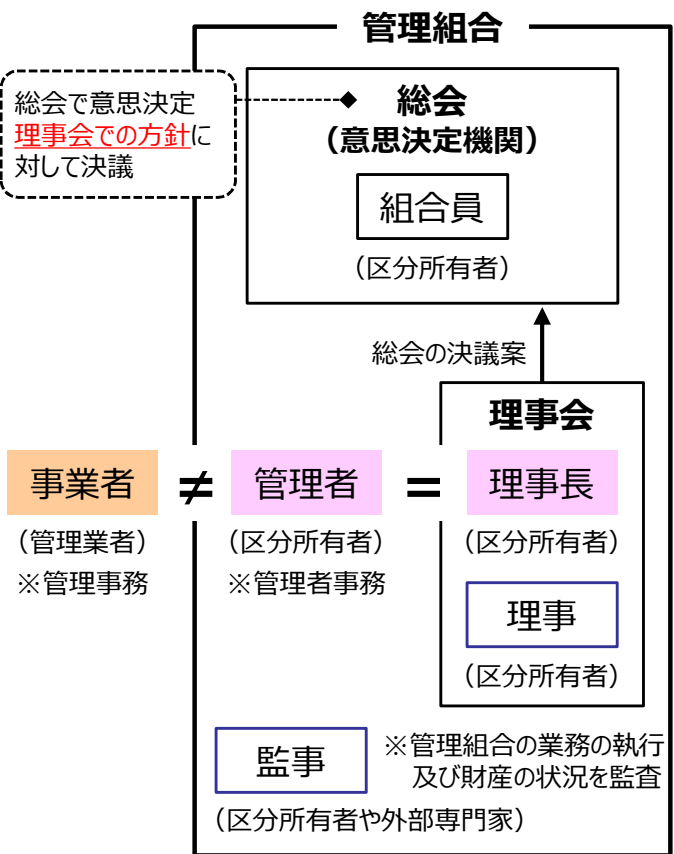 管理組合
総会で意思決定
理事会での方針に
対して決議
総会
(意思決定機関)
組合員
(区分所有者)
総会の決議案
理事会
事業者 ≠ 管理者 = 理事長
(管理業者) (区分所有者) (区分所有者)
※管理事務 ※管理者事務
理事
(区分所有者)
監事
※管理組合の業務の執行
及び財産の状況を監査
(区分所有者や外部専門家)